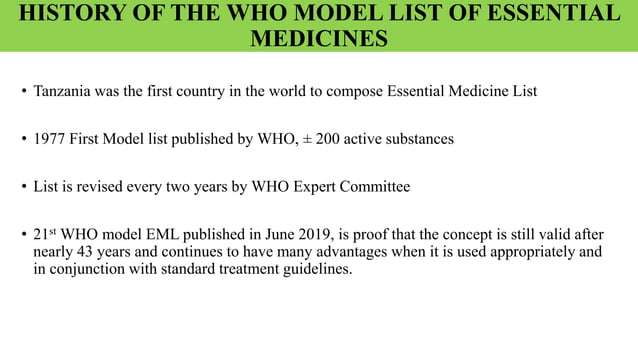 HISTORY OF THE WHO MODEL LIST OF ESSENTIAL
MEDICINES
• Tanzania was the first country in the world to compose Essential Medicine List
• 1977 First Model list published by WHO, ± 200 active substances
• List is revised every two years by WHO Expert Committee
• 21st WHO model EML published in June 2019, is proof that the concept is still valid after
nearly 43 years and continues to have many advantages when it is used appropriately and
in conjunction with standard treatment guidelines.